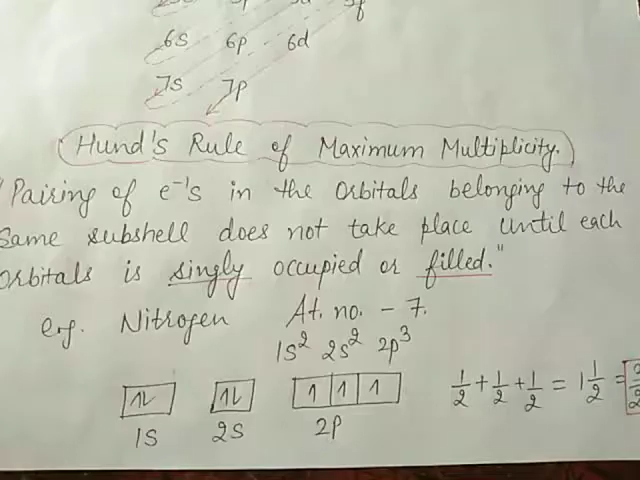 6s 6p 6d
7s 7p
Hund's Rule of Maximum Multiplicity.
"Pairing of e⁻'s in the orbitals belonging to the
same subshell does not take place until each
orbitals is singly occupied or filled."
e.g. Nitrogen At. no. - 7.
1s² 2s² 2p³
1L 1L 1 1 1 1/2 + 1/2 + 1/2 = 1 1/2 =
1s 2s 2p